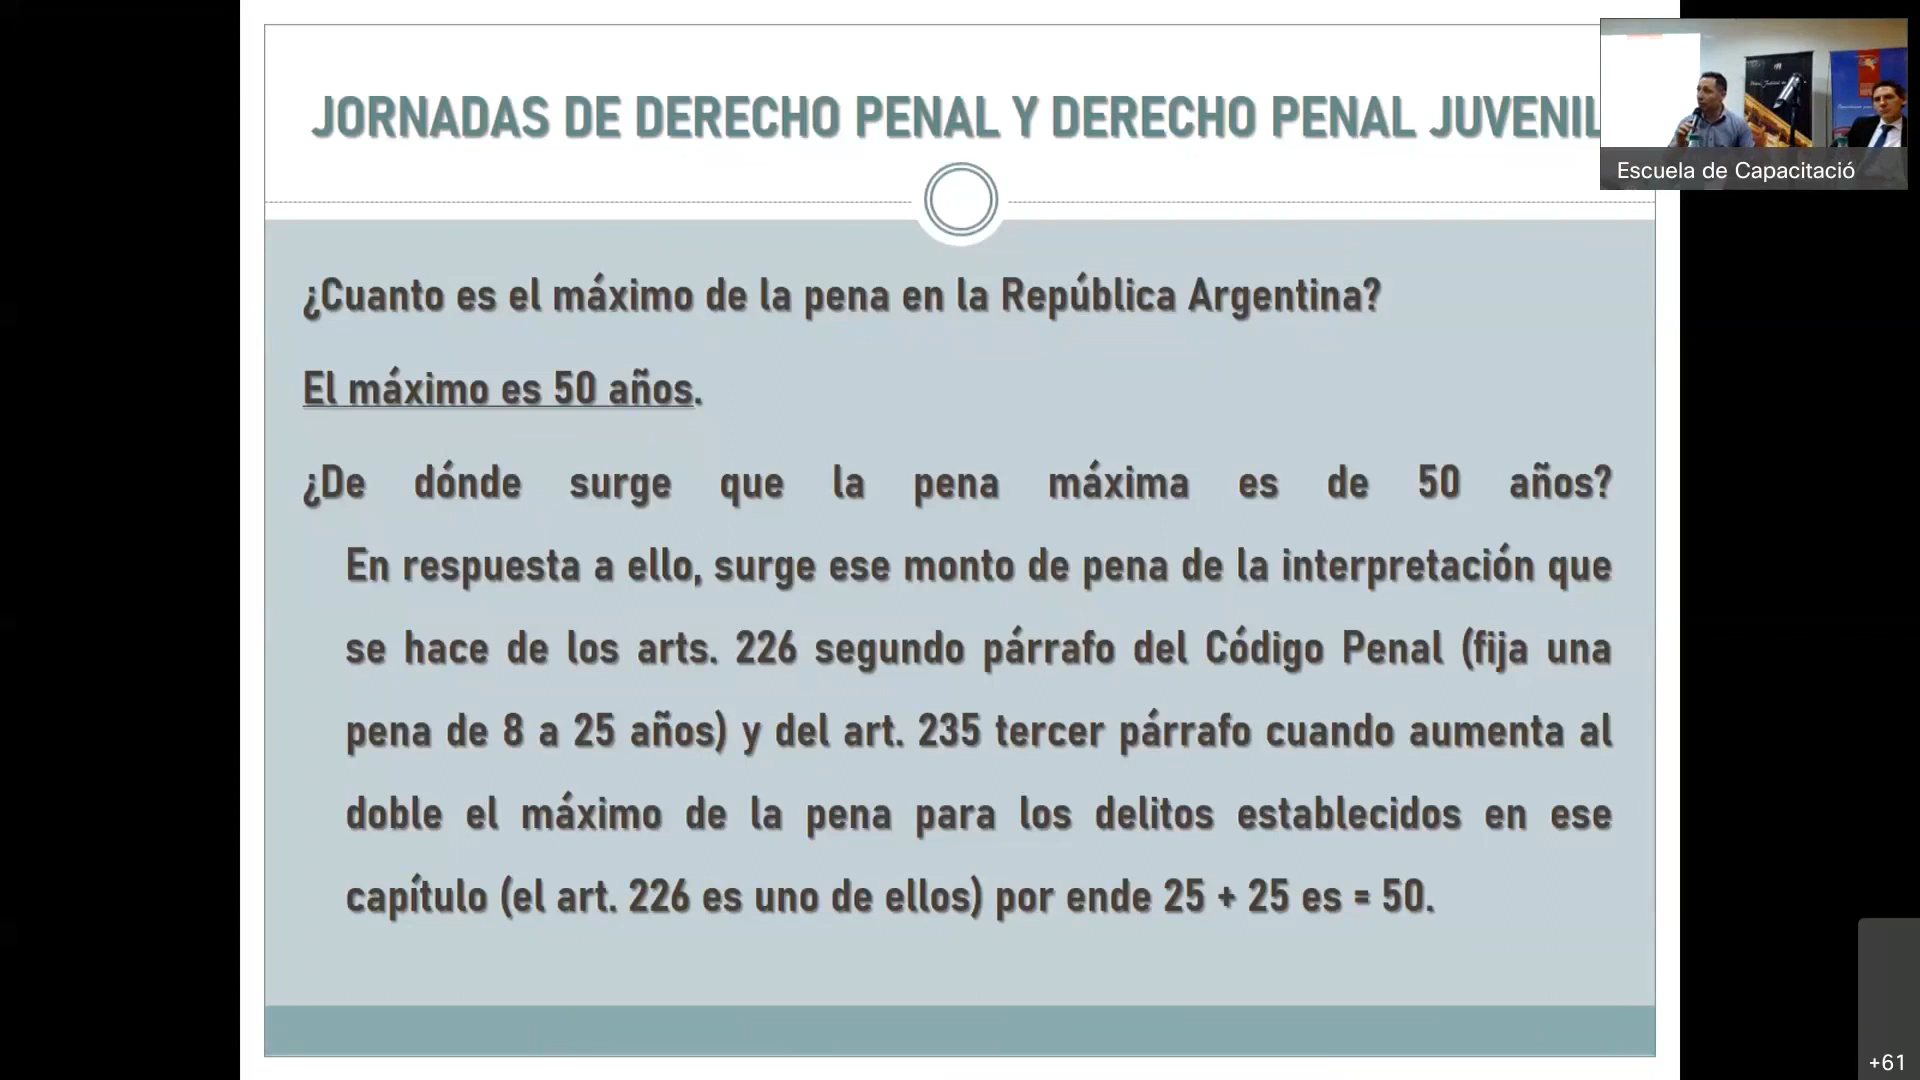 JORNADAS DE DERECHO PENAL Y DERECHO PENAL JUVENIL
Escuela de Capacitació
¿Cuanto es el máximo de la pena en la República Argentina?
El máximo es 50 años.
¿De dónde surge que la pena máxima es de 50 años?
En respuesta a ello, surge ese monto de pena de la interpretación que
se hace de los arts. 226 segundo párrafo del Código Penal (fija una
pena de 8 a 25 años) y del art. 235 tercer párrafo cuando aumenta al
doble el máximo de la pena para los delitos establecidos en ese
capítulo (el art. 226 es uno de ellos) por ende 25 + 25 es = 50.
+61